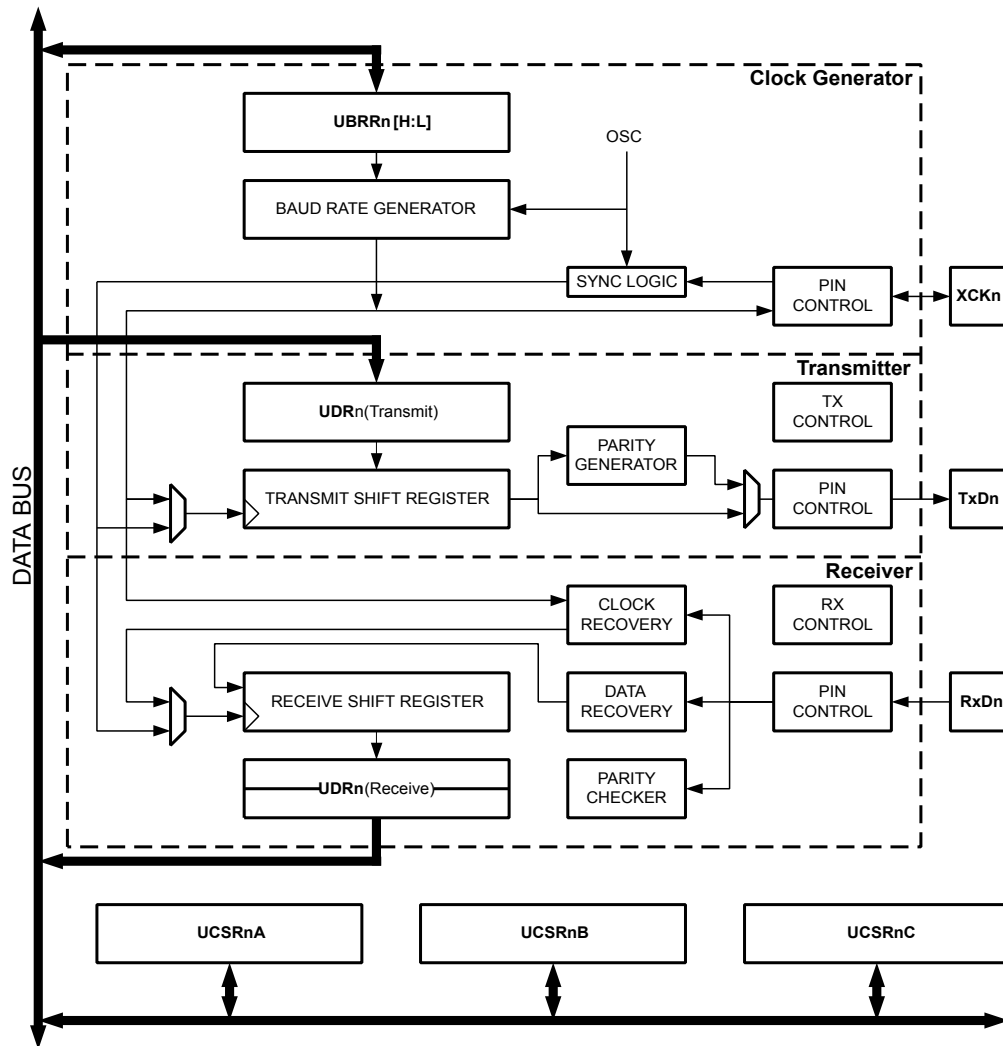 Clock Generator
UBRRn [H:L]
OSC
BAUD RATE GENERATOR
SYNC LOGIC
PIN
CONTROL
XCKn
Transmitter
UDRn(Transmit)
TX
CONTROL
PARITY
GENERATOR
TRANSMIT SHIFT REGISTER
PIN
CONTROL
TxDn
DATA BUS
Receiver
CLOCK
RECOVERY
RX
CONTROL
RECEIVE SHIFT REGISTER
DATA
RECOVERY
PIN
CONTROL
RxDn
UDRn(Receive)
PARITY
CHECKER
UCSRnA
UCSRnB
UCSRnC